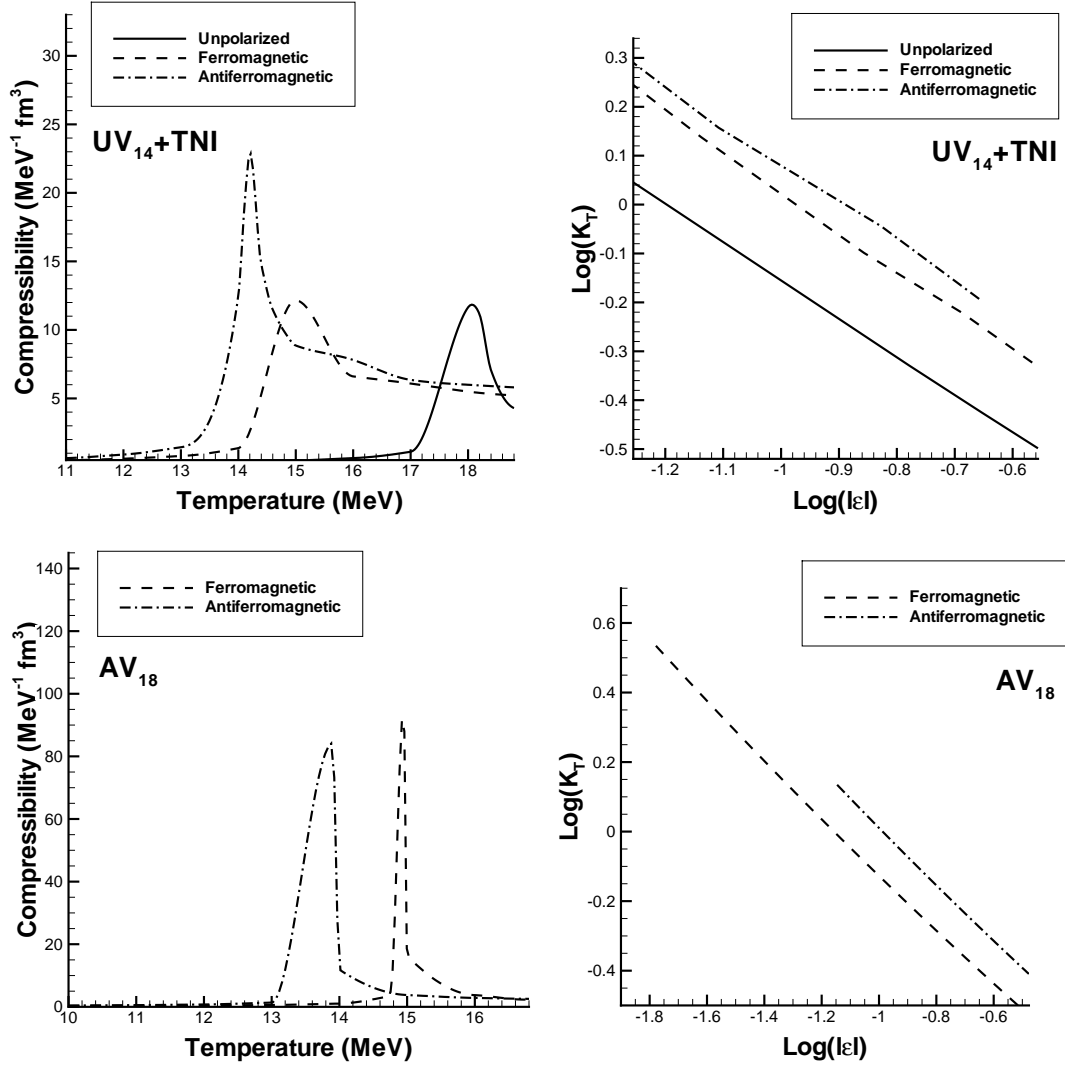 Unpolarized
Ferromagnetic
Antiferromagnetic
UV14+TNI
Compressibility (MeV-1 fm3)
30
25
20
15
10
5
11 12 13 14 15 16 17 18
Temperature (MeV)
Unpolarized
Ferromagnetic
Antiferromagnetic
UV14+TNI
Log(KT)
0.3
0.2
0.1
0
-0.1
-0.2
-0.3
-0.4
-0.5
-1.2 -1.1 -1 -0.9 -0.8 -0.7 -0.6
Log(|ε|)
Ferromagnetic
Antiferromagnetic
AV18
Compressibility (MeV-1 fm3)
140
120
100
80
60
40
20
0
10 11 12 13 14 15 16
Temperature (MeV)
Ferromagnetic
Antiferromagnetic
AV18
Log(KT)
0.6
0.4
0.2
0
-0.2
-0.4
-1.8 -1.6 -1.4 -1.2 -1 -0.8 -0.6
Log(|ε|)